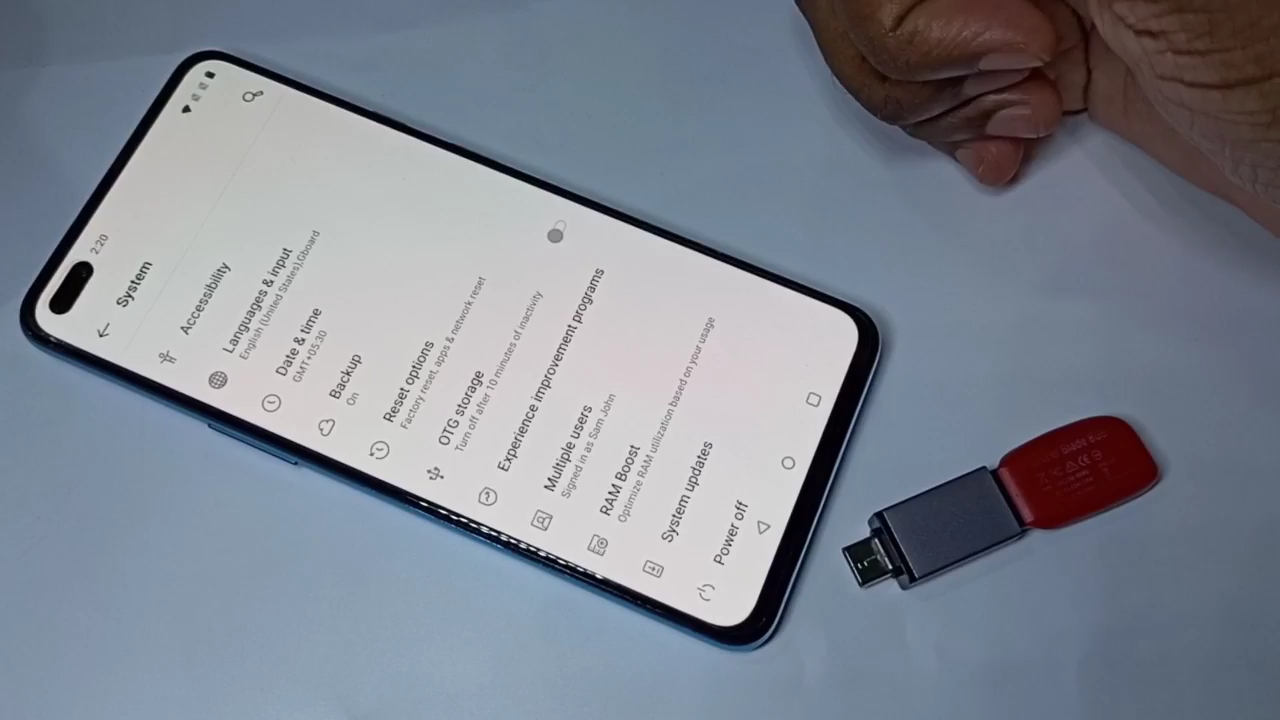 2:20
System
Accessibility
Languages & input
English (United States),Gboard
Date & time
GMT+05:30
Backup
On
Reset options
Factory reset, apps & network reset
OTG storage
Turn off after 10 minutes of inactivity
Experience improvement programs
Multiple users
Signed in as Sam John
RAM Boost
Optimize RAM utilization based on your usage
System updates
Power off